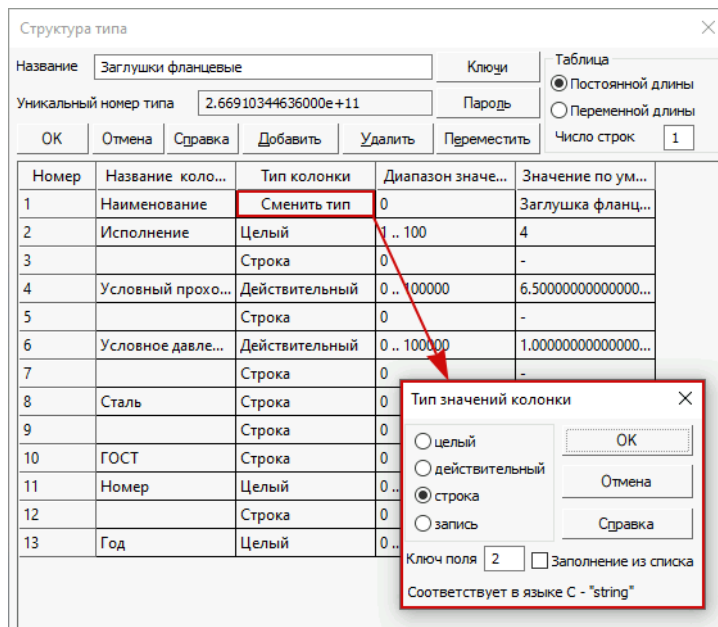 Структура типа
Название Заглушки фланцевые Ключи Таблица
Постоянной длины
Уникальный номер типа 2.66910344636000e+11 Пароль Переменной длины
ОК Отмена Справка Добавить Удалить Переместить Число строк 1
Номер Название коло... Тип колонки Диапазон значе... Значение по ум...
1 Наименование Сменить тип 0 Заглушка фланц...
2 Исполнение Целый 1 .. 100 4
3 Строка 0 -
4 Условный прохо... Действительный 0 .. 100000 6.50000000000000...
5 Строка 0 -
6 Условное давле... Действительный 0 .. 100000 1.00000000000000...
7 Строка 0 -
8 Сталь Строка 0
9 Строка 0
10 ГОСТ Строка 0
11 Номер Целый 0 ..
12 Строка 0
13 Год Целый 0 ..
Тип значений колонки
целый ОК
действительный
строка Отмена
запись Справка
Ключ поля 2 Заполнение из списка
Соответствует в языке С - "string"